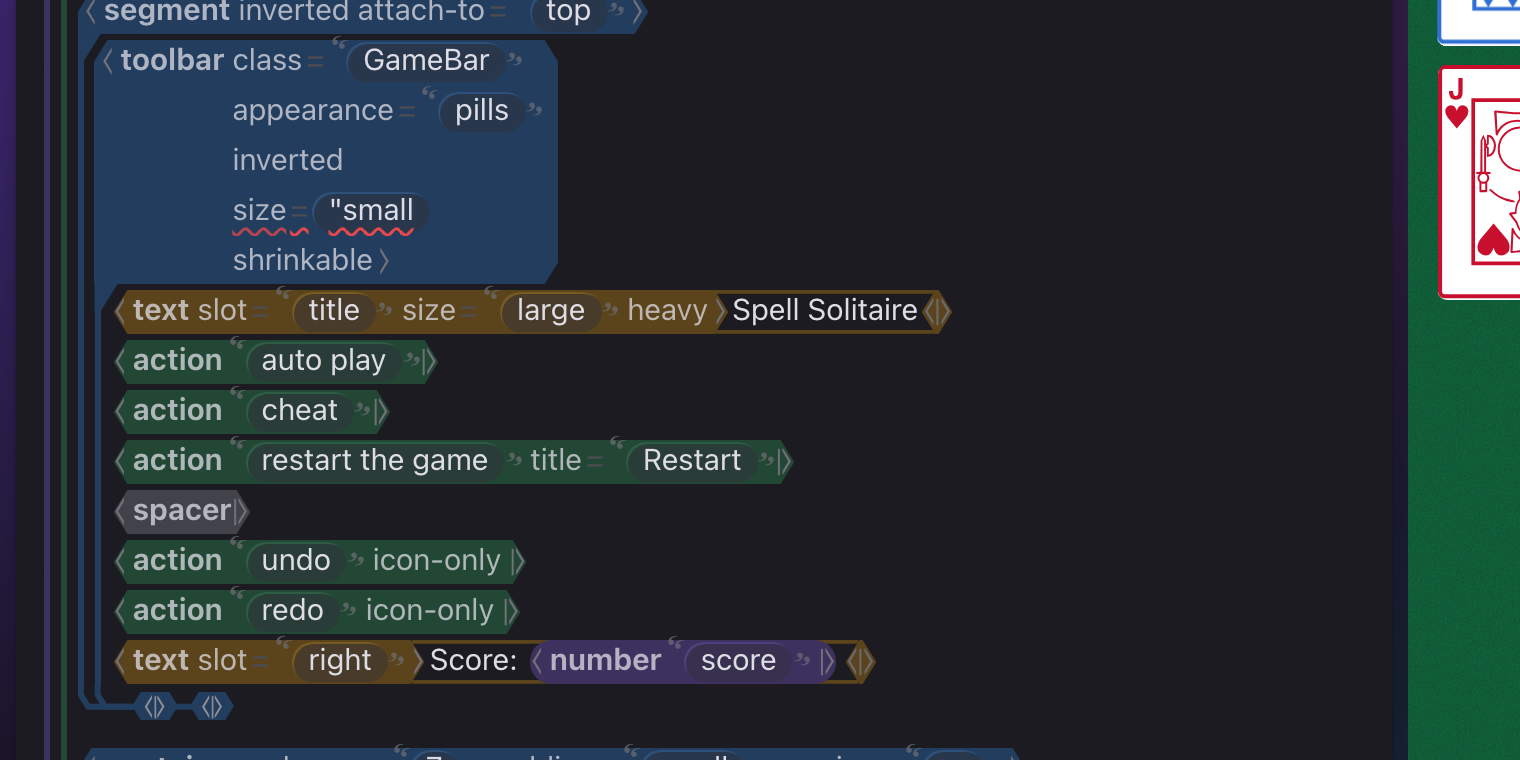 segment inverted attach-to= “top”
toolbar class= “GameBar”
appearance= “pills”
inverted
size= "small
shrinkable
text slot= “title” size= “large” heavy Spell Solitaire
action “auto play”
action “cheat”
action “restart the game” title= “Restart”
spacer
action “undo” icon-only
action “redo” icon-only
text slot= “right” Score: number “score”
J